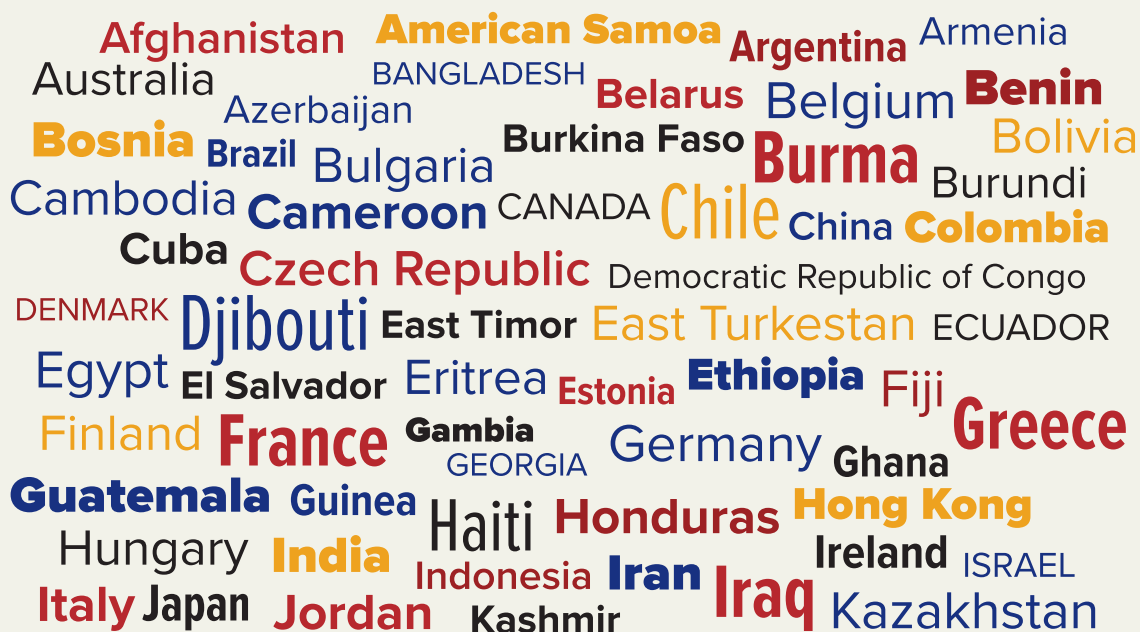 Afghanistan American Samoa Argentina Armenia
Australia BANGLADESH Belarus Belgium Benin
Azerbaijan Burkina Faso Bolivia
Bosnia Brazil Bulgaria Burma Burundi
Cambodia Cameroon CANADA Chile China Colombia
Cuba Czech Republic Democratic Republic of Congo
DENMARK Djibouti East Timor East Turkestan ECUADOR
Egypt El Salvador Eritrea Estonia Ethiopia Fiji
Finland France Gambia Germany Greece
GEORGIA Ghana
Guatemala Guinea Haiti Honduras Hong Kong
Hungary India Indonesia Iran Ireland ISRAEL
Italy Japan Jordan Kashmir Iraq Kazakhstan